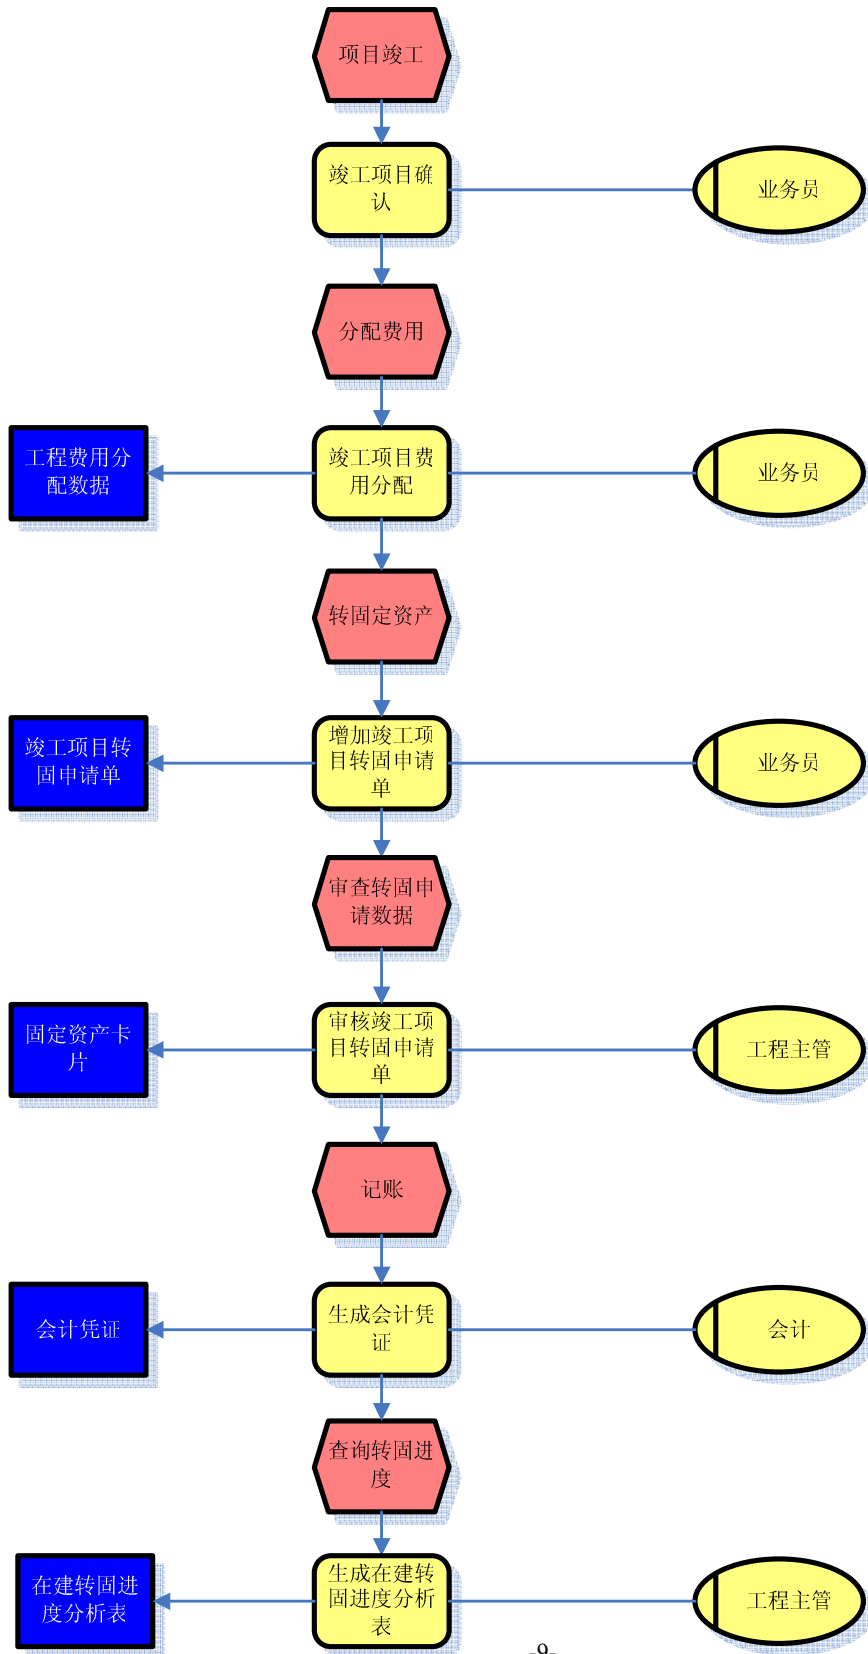 项目竣工
竣工项目确
认
业务员
分配费用
工程费用分
配数据
竣工项目费
用分配
业务员
转固定资产
竣工项目转
固申请单
增加竣工项
目转固申请
单
业务员
审查转固申
请数据
固定资产卡
片
审核竣工项
目转固申请
单
工程主管
记账
会计凭证
生成会计凭
证
会计
查询转固进
度
在建转固进
度分析表
生成在建转
固进度分析
表
工程主管
-9-